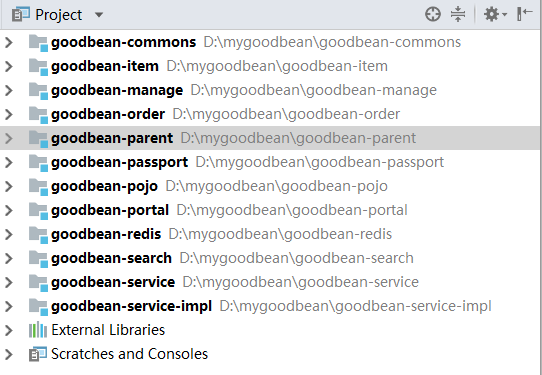 Project
goodbean-commons D:\mygoodbean\goodbean-commons
goodbean-item D:\mygoodbean\goodbean-item
goodbean-manage D:\mygoodbean\goodbean-manage
goodbean-order D:\mygoodbean\goodbean-order
goodbean-parent D:\mygoodbean\goodbean-parent
goodbean-passport D:\mygoodbean\goodbean-passport
goodbean-pojo D:\mygoodbean\goodbean-pojo
goodbean-portal D:\mygoodbean\goodbean-portal
goodbean-redis D:\mygoodbean\goodbean-redis
goodbean-search D:\mygoodbean\goodbean-search
goodbean-service D:\mygoodbean\goodbean-service
goodbean-service-impl D:\mygoodbean\goodbean-service-impl
External Libraries
Scratches and Consoles